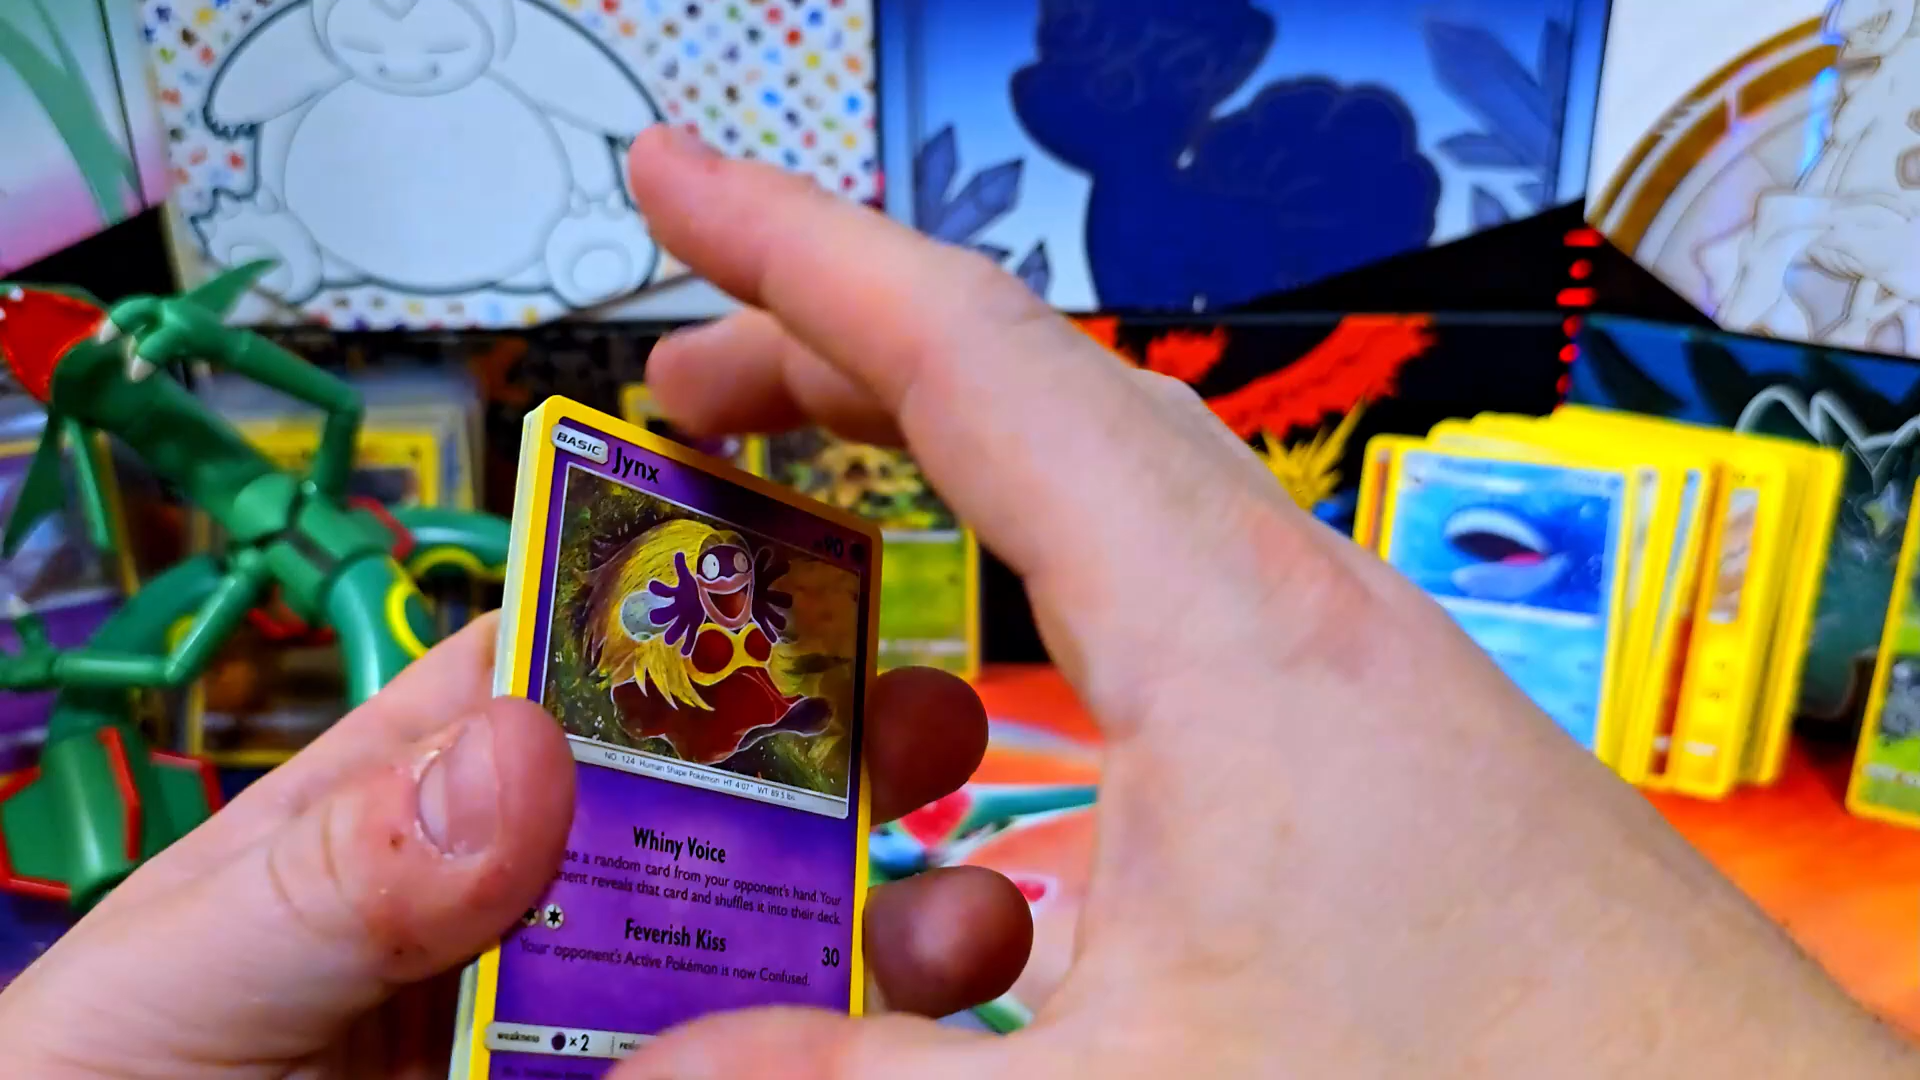 BASIC Jynx 90
NO. 124 Human Shape Pokémon HT 4'07" WT 89.5 lbs.
Whiny Voice
a random card from your opponent's hand. Your
reveals that card and shuffles it into their deck.
Feverish Kiss 30
Your opponent's Active Pokémon is now Confused.
weakness ×2